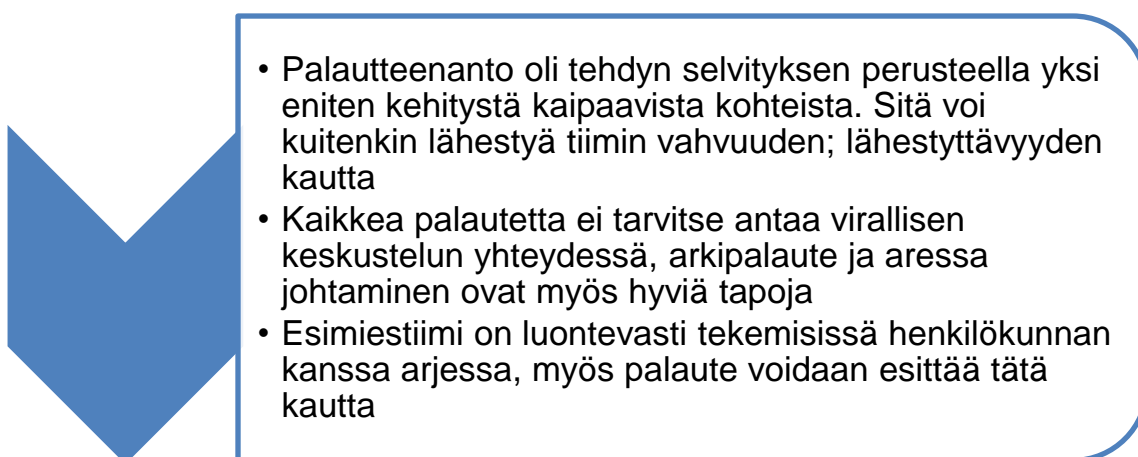 • Palautteenanto oli tehdyn selvityksen perusteella yksi
eniten kehitystä kaipaavista kohteista. Sitä voi
kuitenkin lähestyä tiimin vahvuuden; lähestyttävyyden
kautta
• Kaikkea palautetta ei tarvitse antaa virallisen
keskustelun yhteydessä, arkipalaute ja aressa
johtaminen ovat myös hyviä tapoja
• Esimiestiimi on luontevasti tekemisissä henkilökunnan
kanssa arjessa, myös palaute voidaan esittää tätä
kautta